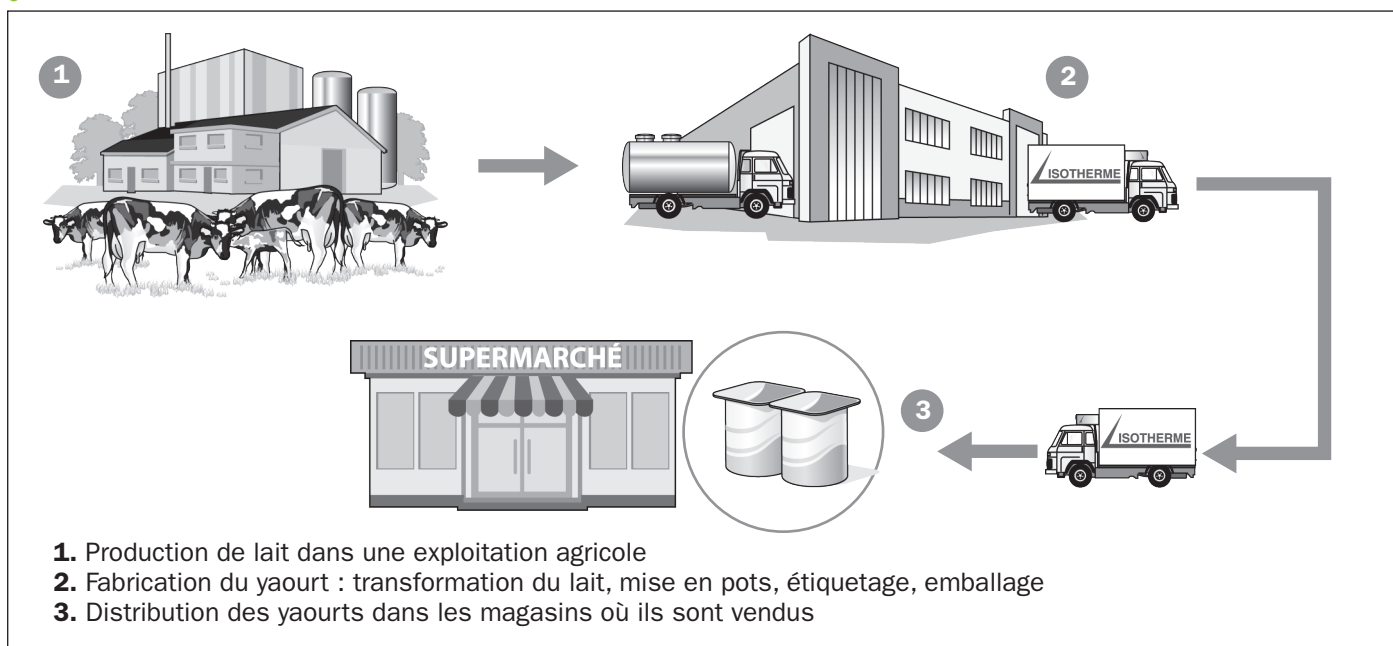 1
2
ISOTHERME
SUPERMARCHÉ
3
ISOTHERME
1. Production de lait dans une exploitation agricole
2. Fabrication du yaourt : transformation du lait, mise en pots, étiquetage, emballage
3. Distribution des yaourts dans les magasins où ils sont vendus